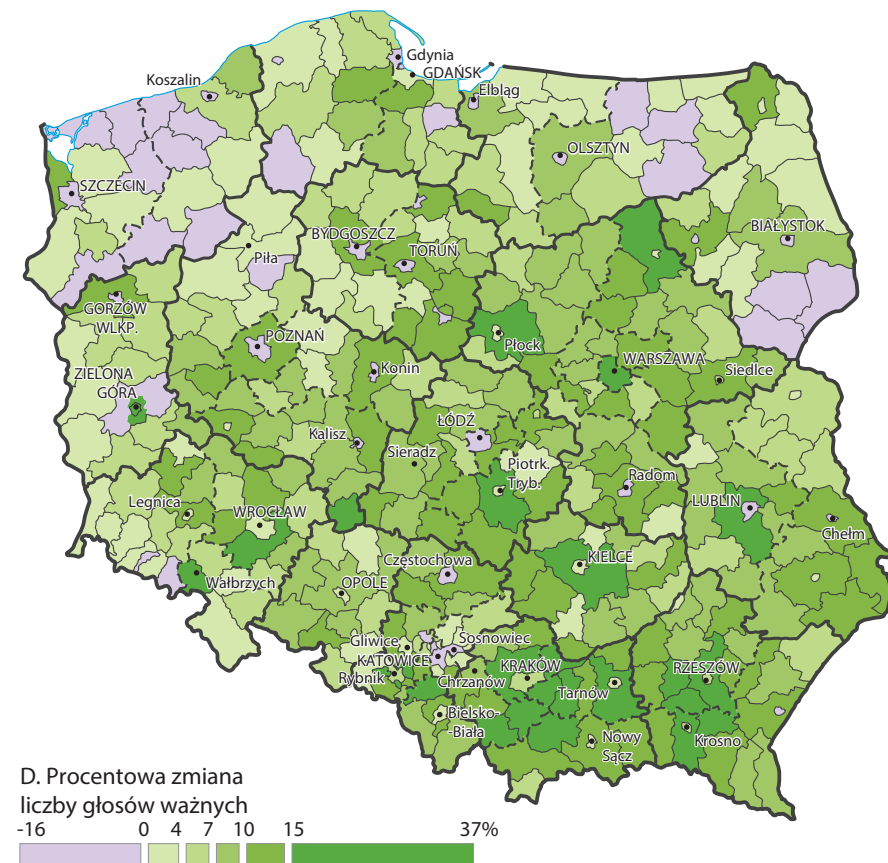 Gdynia
GDAŃSK
Koszalin
Elbląg
OLSZTYN
SZCZECIN
BIAŁYSTOK
BYDGOSZCZ
TORUŃ
Piła
GORZÓW
WLKP.
POZNAŃ
Płock
WARSZAWA
Siedlce
Konin
ZIELONA
GÓRA
ŁÓDŹ
Kalisz
Sieradz
Piotrk.
Tryb.
Radom
LUBLIN
Legnica
WROCŁAW
Chełm
Częstochowa
KIELCE
Wałbrzych
OPOLE
Gliwice
Sosnowiec
KATOWICE
KRAKÓW
RZESZÓW
Rybnik
Chrzanów
Tarnów
Bielsko-
-Biała
Nowy
Sącz
Krosno
D. Procentowa zmiana
liczby głosów ważnych
-16 0 4 7 10 15 37%